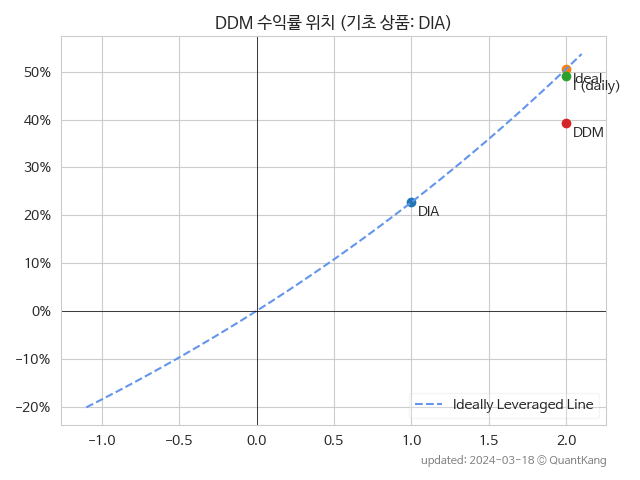 DDM 수익률 위치 (기초 상품: DIA)
50%
40%
30%
20%
10%
0%
−10%
−20%
Ideal
I (daily)
DDM
DIA
Ideally Leveraged Line
−1.0 −0.5 0.0 0.5 1.0 1.5 2.0
updated: 2024-03-18 © QuantKang